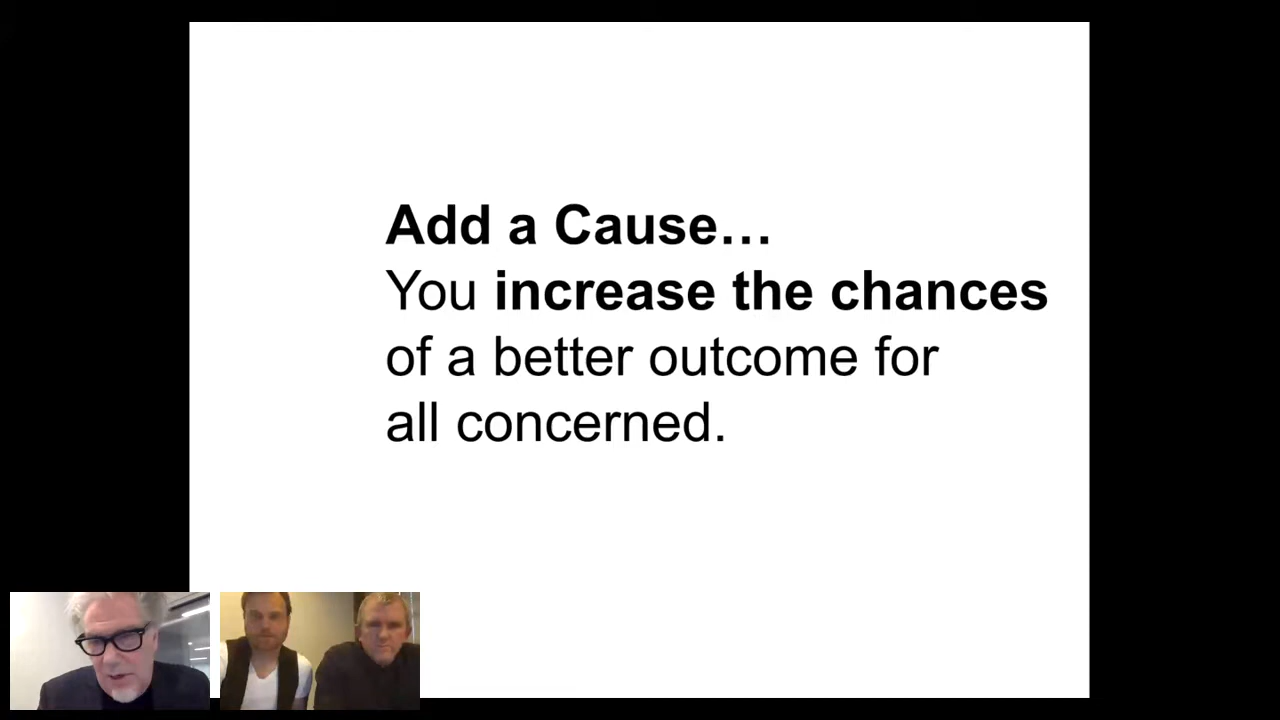 Add a Cause…
You increase the chances
of a better outcome for
all concerned.